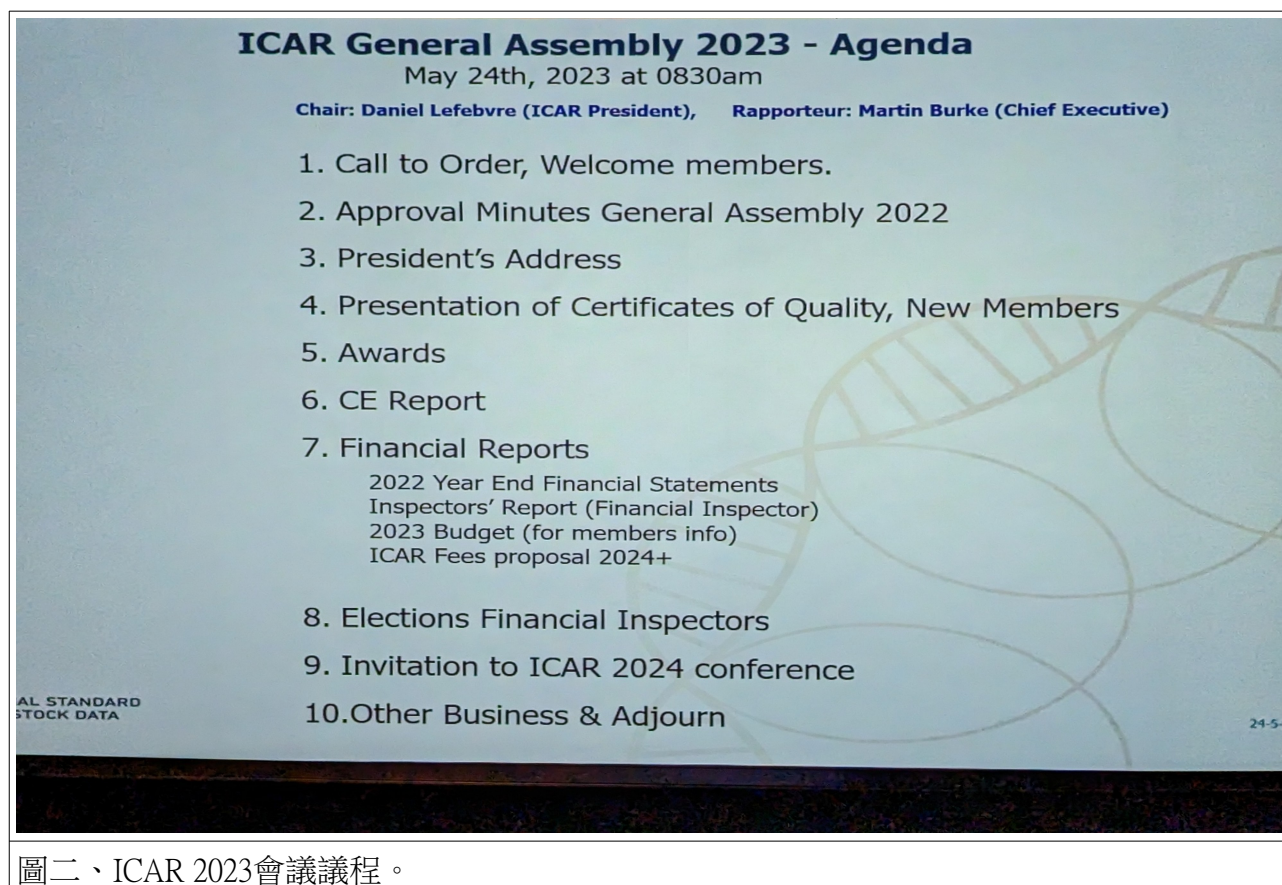 ICAR General Assembly 2023 - Agenda
May 24th, 2023 at 0830am
Chair: Daniel Lefebvre (ICAR President), Rapporteur: Martin Burke (Chief Executive)
1. Call to Order, Welcome members.
2. Approval Minutes General Assembly 2022
3. President's Address
4. Presentation of Certificates of Quality, New Members
5. Awards
6. CE Report
7. Financial Reports
2022 Year End Financial Statements
Inspectors' Report (Financial Inspector)
2023 Budget (for members info)
ICAR Fees proposal 2024+
8. Elections Financial Inspectors
9. Invitation to ICAR 2024 conference
AL STANDARD
STOCK DATA
10.Other Business & Adjourn
24-5-
圖二、ICAR 2023會議議程。